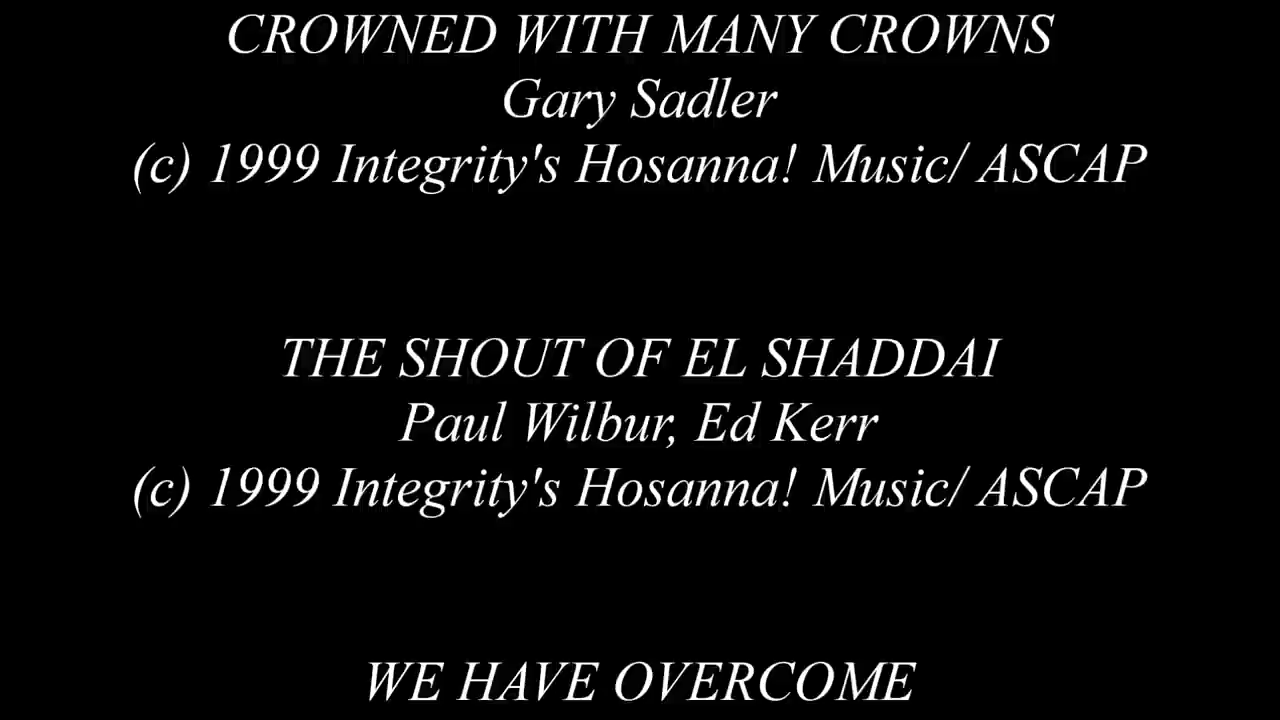 CROWNED WITH MANY CROWNS
Gary Sadler
(c) 1999 Integrity's Hosanna! Music/ ASCAP
THE SHOUT OF EL SHADDAI
Paul Wilbur, Ed Kerr
(c) 1999 Integrity's Hosanna! Music/ ASCAP
WE HAVE OVERCOME